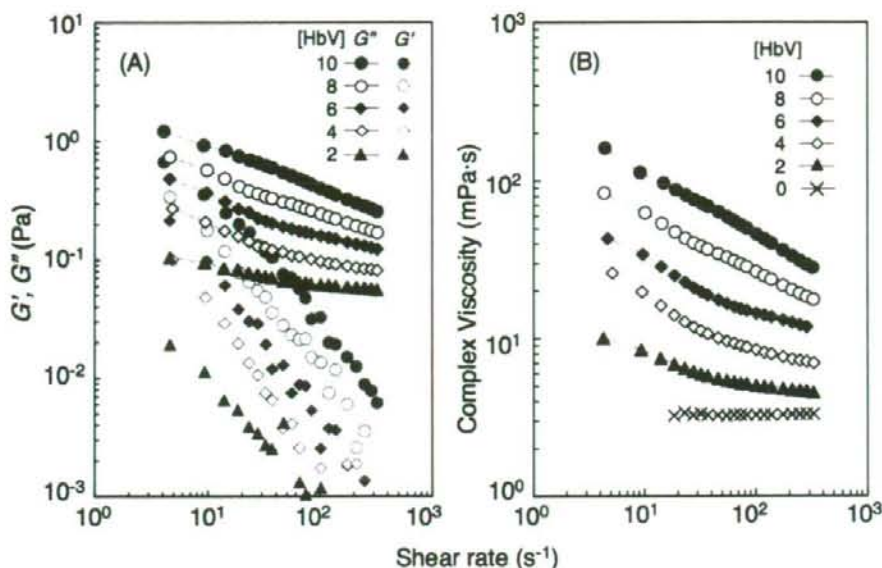 (A)
[HbV] G" G'
10
8
6
4
2
10¹
10⁰
10⁻¹
10⁻²
10⁻³
G', G" (Pa)
10⁰ 10¹ 10² 10³
(B)
[HbV]
10
8
6
4
2
0
10³
10²
10¹
10⁰
Complex Viscosity (mPa·s)
10⁰ 10¹ 10² 10³
Shear rate (s⁻¹)